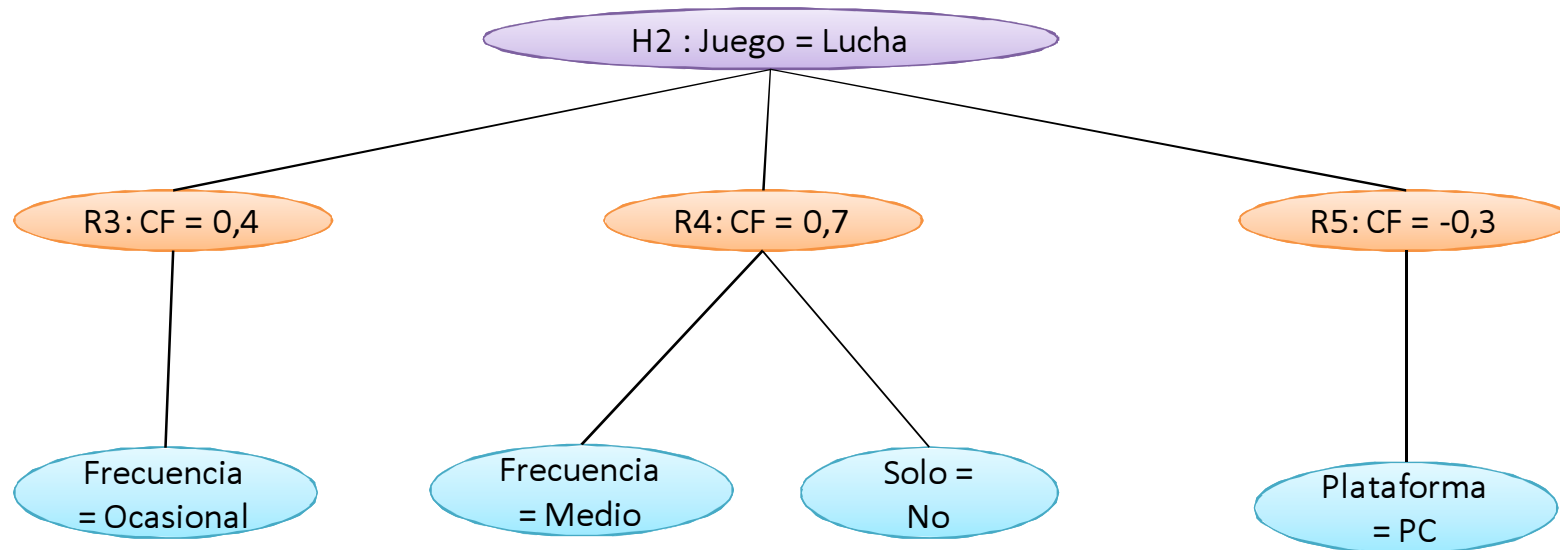 H2 : Juego = Lucha
R3: CF = 0,4
R4: CF = 0,7
R5: CF = -0,3
Frecuencia
= Ocasional
Frecuencia
= Medio
Solo =
No
Plataforma
= PC